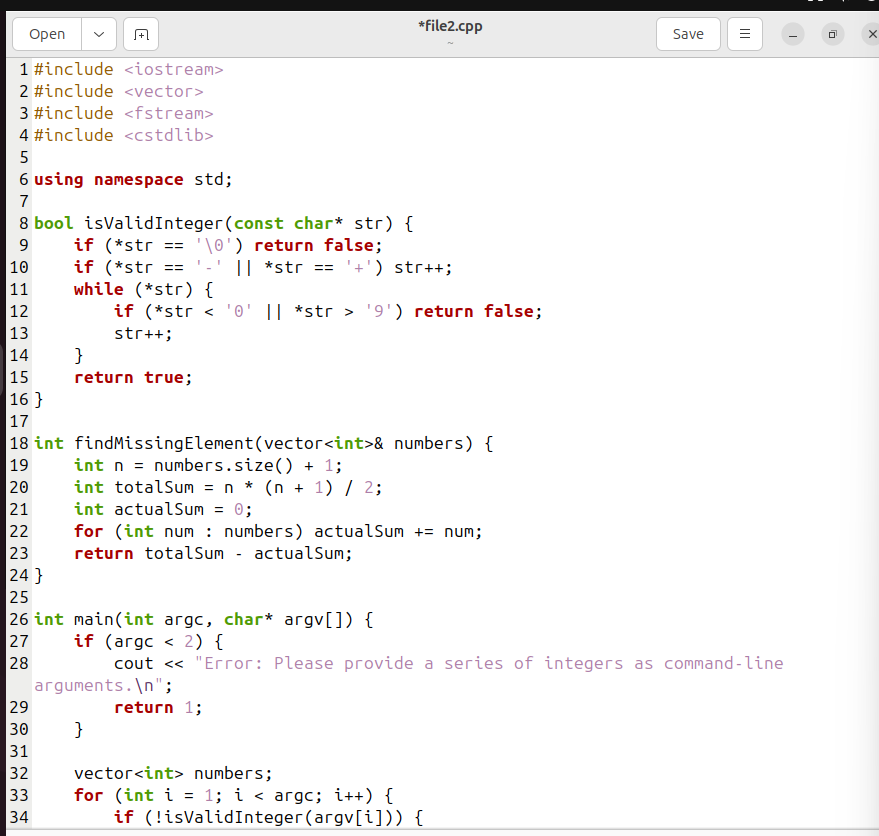 Open
*file2.cpp
~
Save
1 #include <iostream>
2 #include <vector>
3 #include <fstream>
4 #include <cstdlib>
5
6 using namespace std;
7
8 bool isValidInteger(const char* str) {
9     if (*str == '\0') return false;
10     if (*str == '-' || *str == '+') str++;
11     while (*str) {
12         if (*str < '0' || *str > '9') return false;
13         str++;
14     }
15     return true;
16 }
17
18 int findMissingElement(vector<int>& numbers) {
19     int n = numbers.size() + 1;
20     int totalSum = n * (n + 1) / 2;
21     int actualSum = 0;
22     for (int num : numbers) actualSum += num;
23     return totalSum - actualSum;
24 }
25
26 int main(int argc, char* argv[]) {
27     if (argc < 2) {
28         cout << "Error: Please provide a series of integers as command-line
arguments.\n";
29         return 1;
30     }
31
32     vector<int> numbers;
33     for (int i = 1; i < argc; i++) {
34         if (!isValidInteger(argv[i])) {